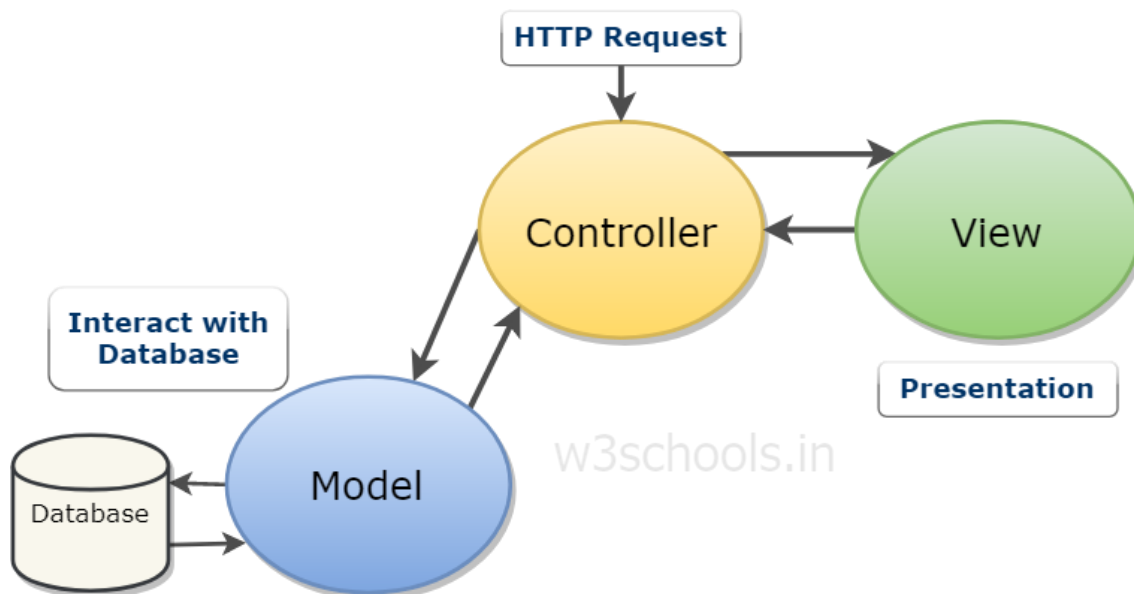 HTTP Request
Controller
View
Interact with
Database
Presentation
w3schools.in
Model
Database